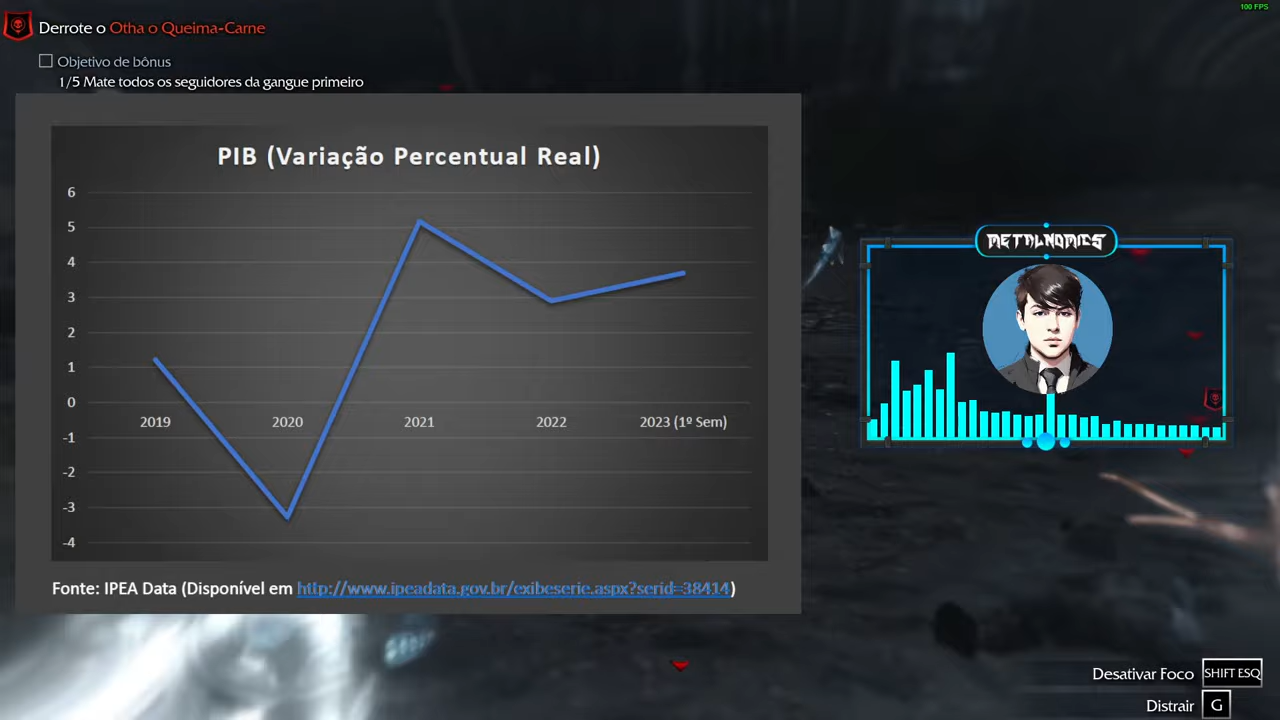 100 FPS
Derrote o Otha o Queima-Carne
Objetivo de bônus
1/5 Mate todos os seguidores da gangue primeiro
PIB (Variação Percentual Real)
6
5
4
3
2
1
0
-1
-2
-3
-4
2019 2020 2021 2022 2023 (1º Sem)
Fonte: IPEA Data (Disponível em http://www.ipeadata.gov.br/exibeserie.aspx?serid=38414)
METALNOMICS
Desativar Foco SHIFT ESQ
Distrair G